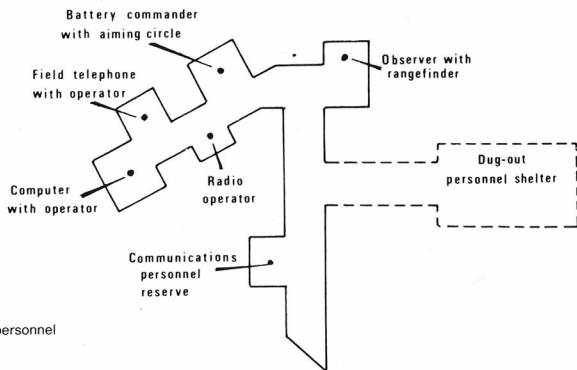 Battery commander
with aiming circle
Field telephone
with operator
Observer with
rangefinder
Dug-out
personnel shelter
Computer
with operator
Radio
operator
Communications
personnel
reserve
personnel